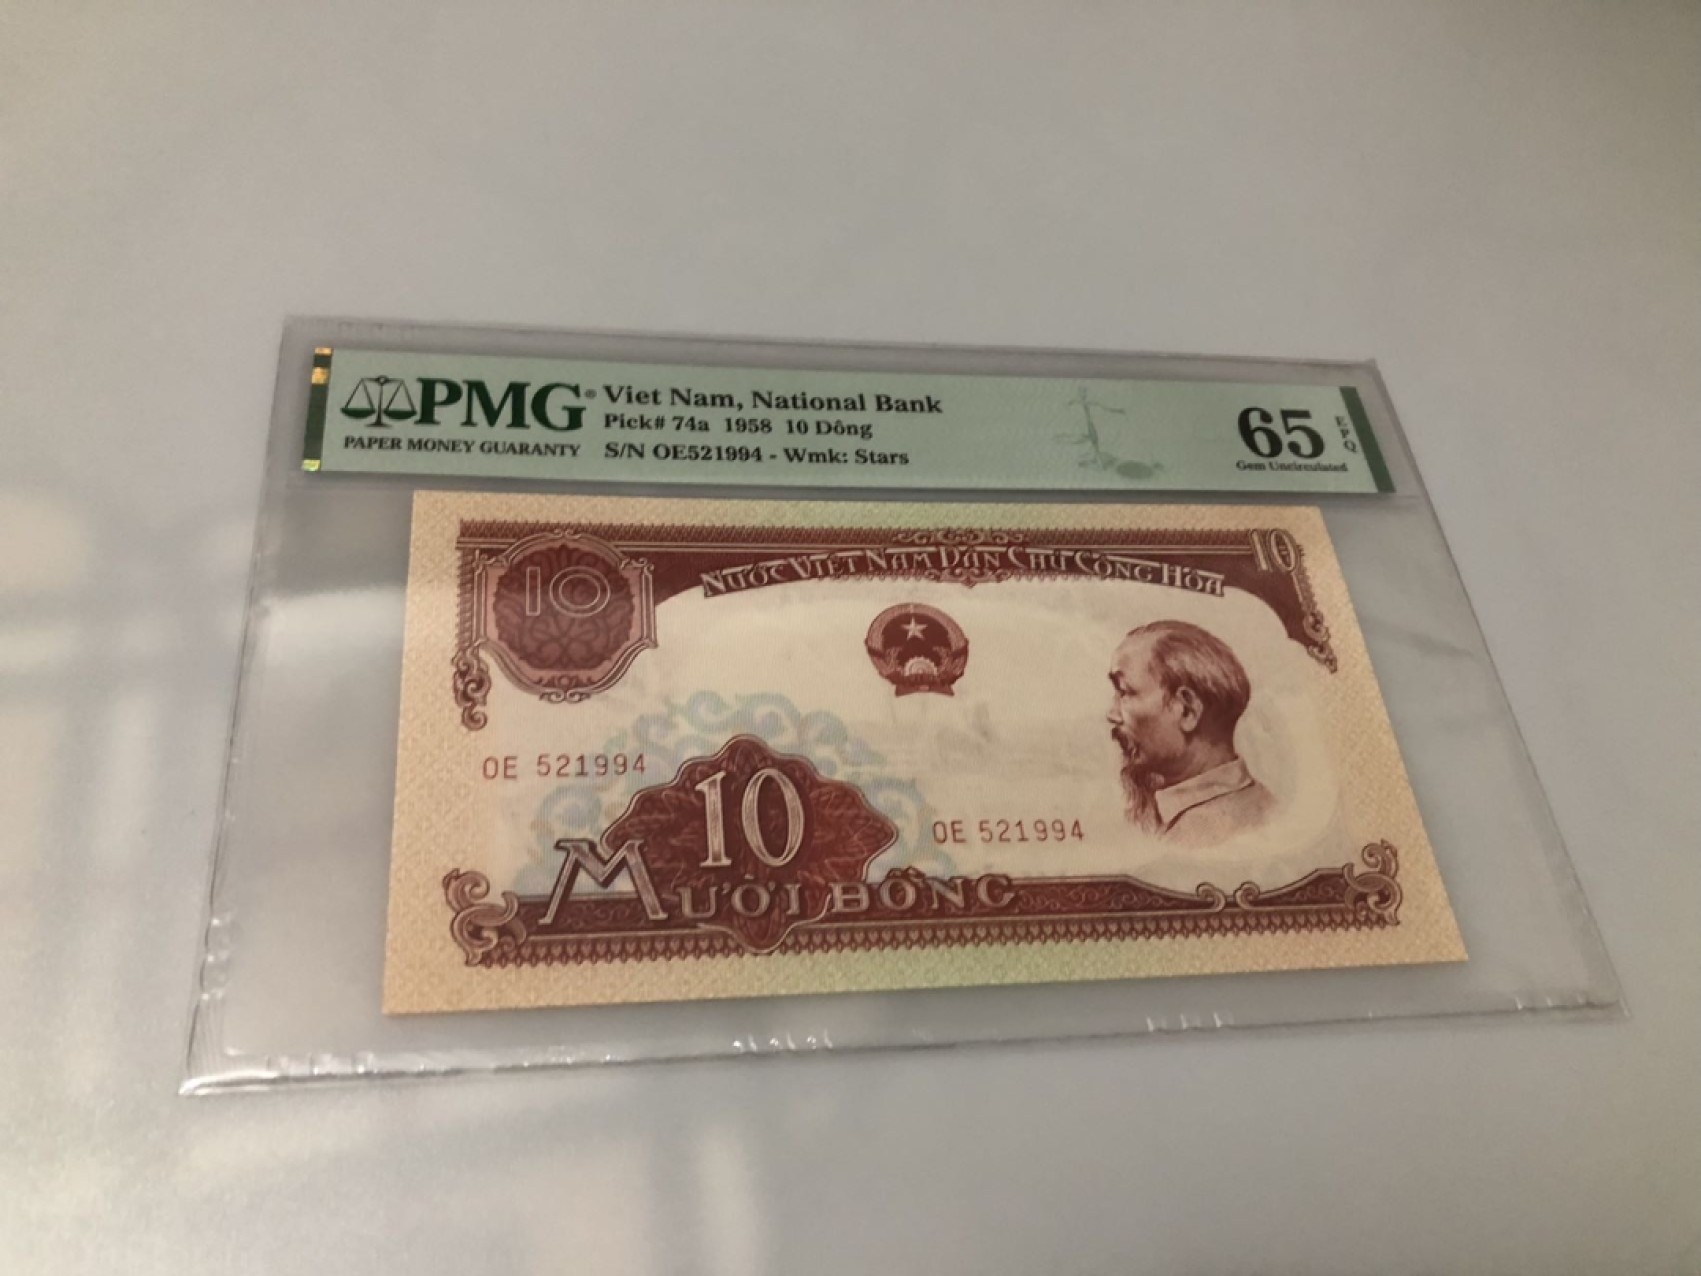 PMG®
PAPER MONEY GUARANTY
Viet Nam, National Bank
Pick# 74a 1958 10 Dông
S/N OE521994 - Wmk: Stars
65
EPQ
Gem Uncirculated
10
NƯỚC VIỆT NAM DÂN CHỦ CỘNG HÒA
10
OE 521994
10
OE 521994
MƯỜI ĐỒNG